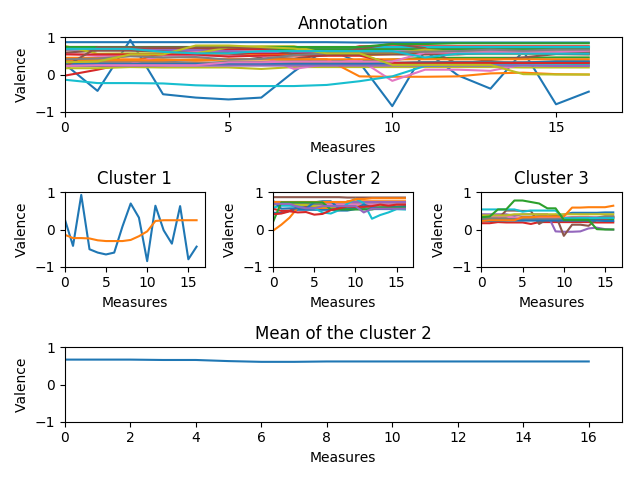 Annotation
1
0
-1
Valence
0 5 10 15
Measures
Cluster 1 Cluster 2 Cluster 3
1 1 1
0 0 0
-1 -1 -1
Valence Valence Valence
0 5 10 15 0 5 10 15 0 5 10 15
Measures Measures Measures
Mean of the cluster 2
1
0
-1
Valence
0 2 4 6 8 10 12 14 16
Measures